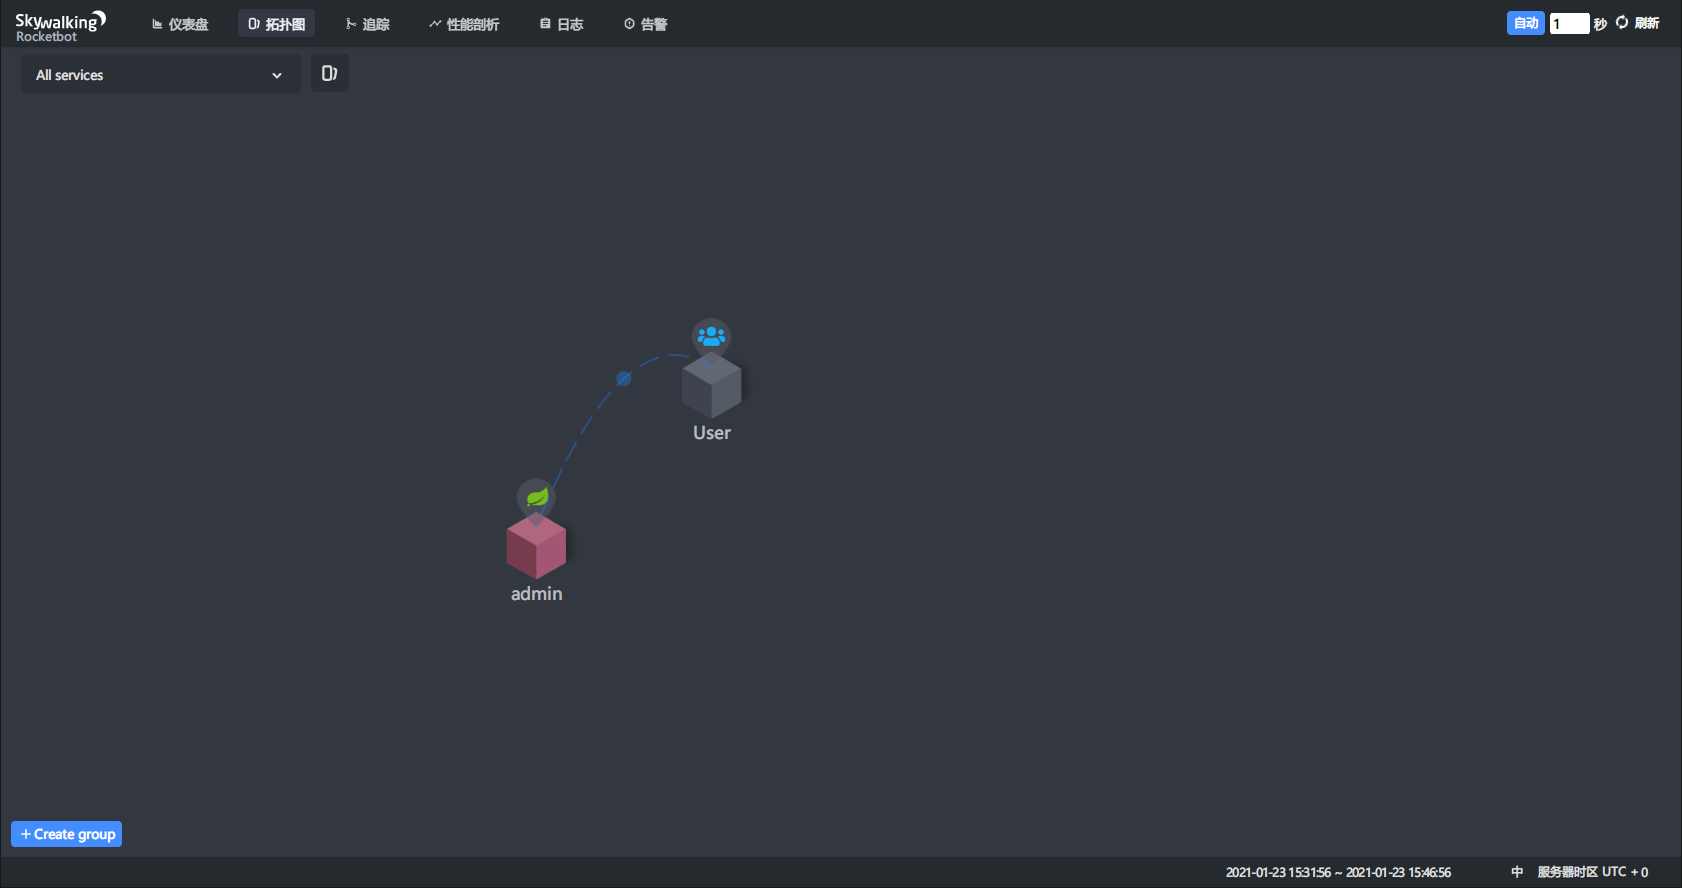 Skywalking
Rocketbot
仪表盘
拓扑图
追踪
性能剖析
日志
告警
自动 1 秒 刷新
All services
User
admin
+ Create group
2021-01-23 15:31:56 ~ 2021-01-23 15:46:56
中 服务器时区 UTC + 0